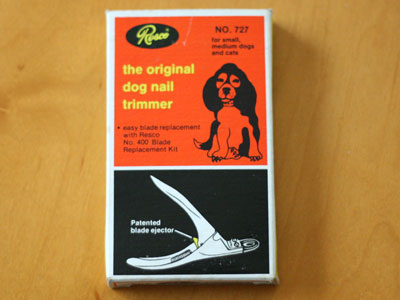 Resco
NO. 727
for small,
medium dogs
and cats
the original
dog nail
trimmer
• easy blade replacement
with Resco
No. 400 Blade
Replacement Kit
Patented
blade ejector